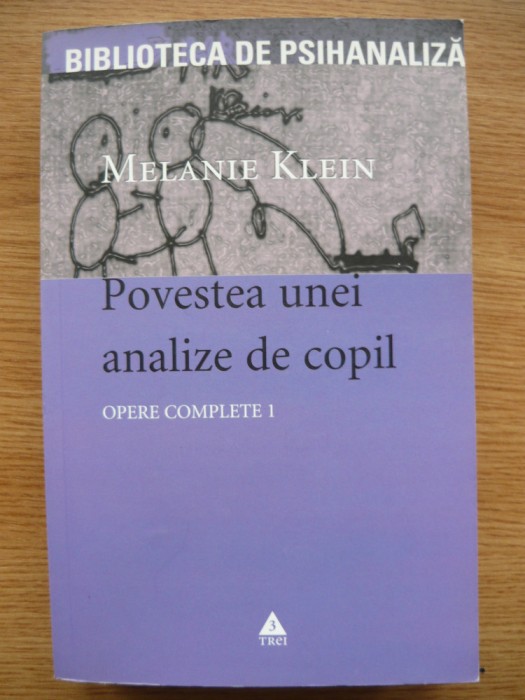 BIBLIOTECA DE PSIHANALIZĂ
MELANIE KLEIN
Povestea unei
analize de copil
OPERE COMPLETE 1
3
TREI